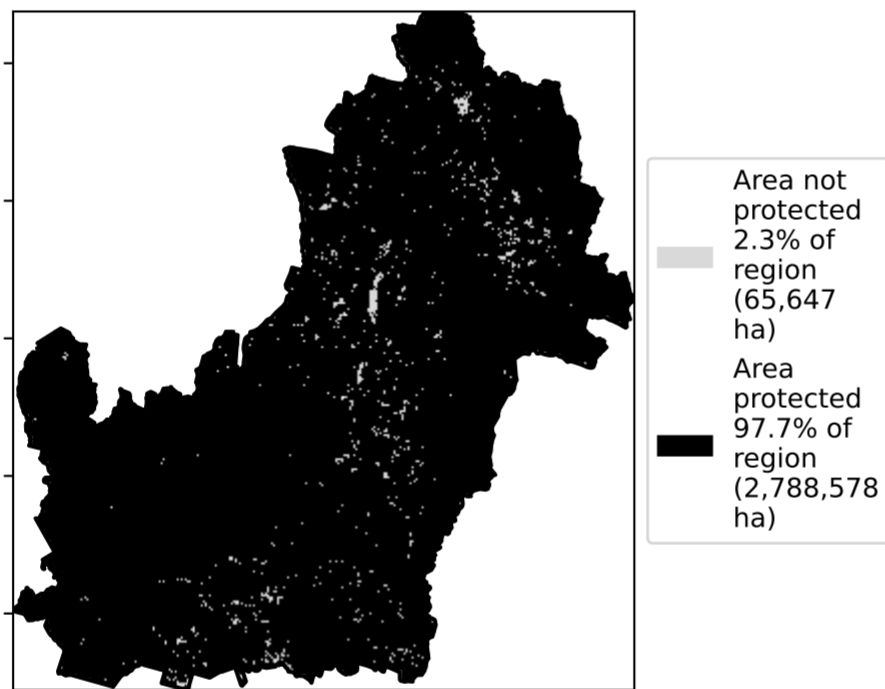 Area not
protected
2.3% of
region
(65,647
ha)
Area
protected
97.7% of
region
(2,788,578
ha)